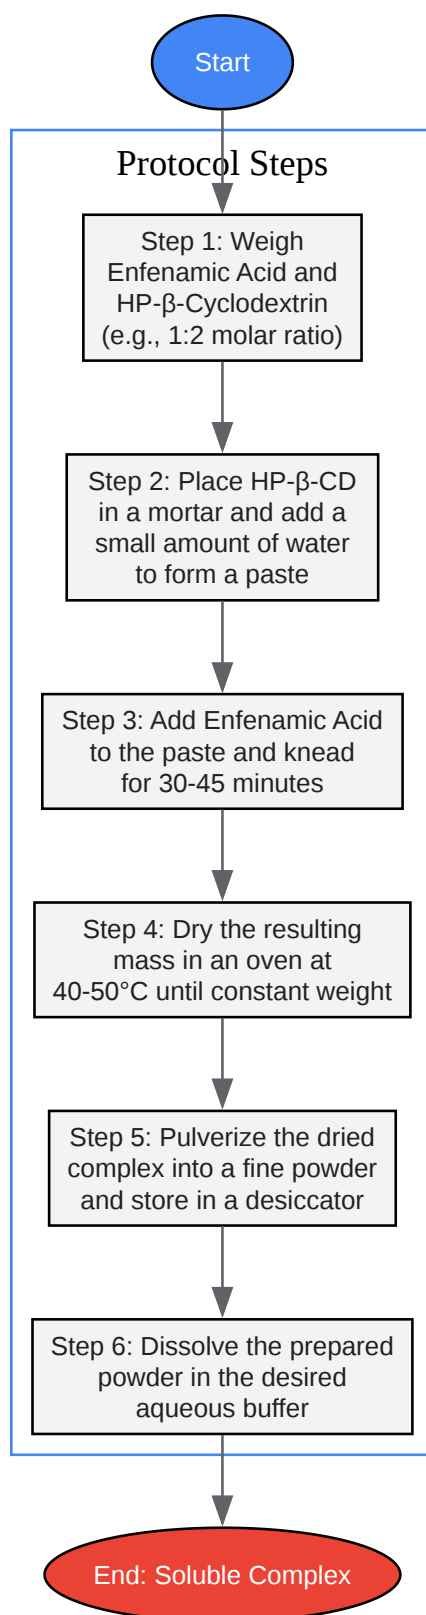 Start
Protocol Steps
Step 1: Weigh
Enfenamic Acid and
HP-β-Cyclodextrin
(e.g., 1:2 molar ratio)
Step 2: Place HP-β-CD
in a mortar and add a
small amount of water
to form a paste
Step 3: Add Enfenamic Acid
to the paste and knead
for 30-45 minutes
Step 4: Dry the resulting
mass in an oven at
40-50°C until constant weight
Step 5: Pulverize the dried
complex into a fine powder
and store in a desiccator
Step 6: Dissolve the prepared
powder in the desired
aqueous buffer
End: Soluble Complex